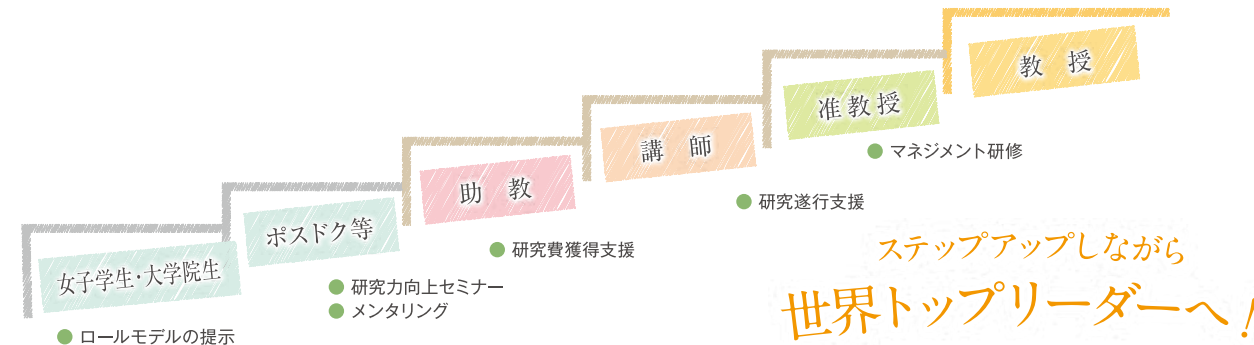 教 授
准教授
● マネジメント研修
講 師
● 研究遂行支援
助 教
● 研究費獲得支援
ポスドク等
● 研究力向上セミナー
● メンタリング
女子学生・大学院生
● ロールモデルの提示
ステップアップしながら
世界トップリーダーへ!